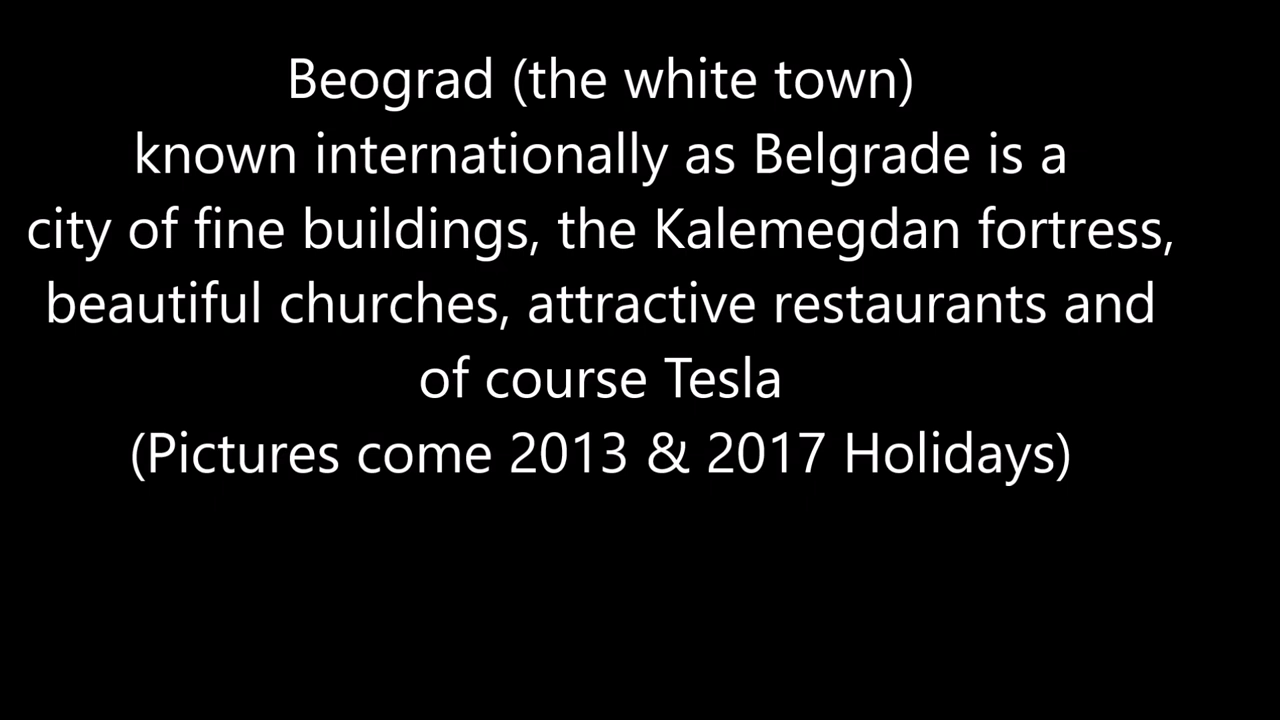 Beograd (the white town)
known internationally as Belgrade is a
city of fine buildings, the Kalemegdan fortress,
beautiful churches, attractive restaurants and
of course Tesla
(Pictures come 2013 & 2017 Holidays)